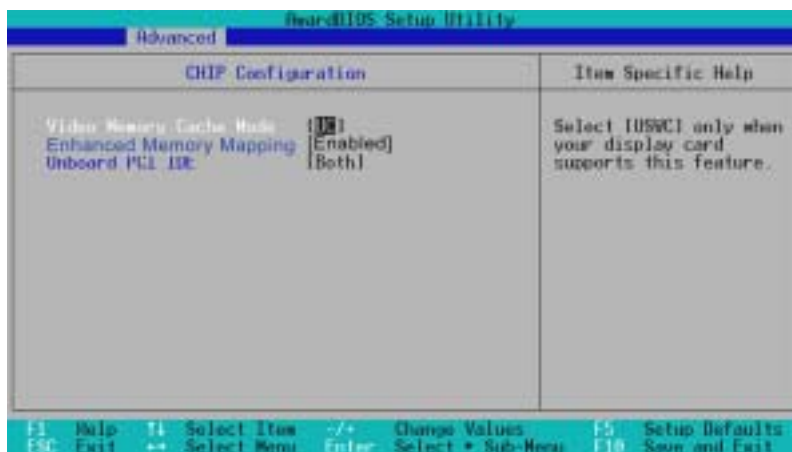 AwardBIOS Setup Utility
Advanced
CHIP Configuration
Item Specific Help
Video Memory Cache Mode [UC]
Enhanced Memory Mapping [Enabled]
Onboard PCI IDE [Both]
Select [USWC] only when
your display card
supports this feature.
F1 Help ↑↓ Select Item -/+ Change Values F5 Setup Defaults
ESC Exit ←→ Select Menu Enter Select ▸ Sub-Menu F10 Save and Exit